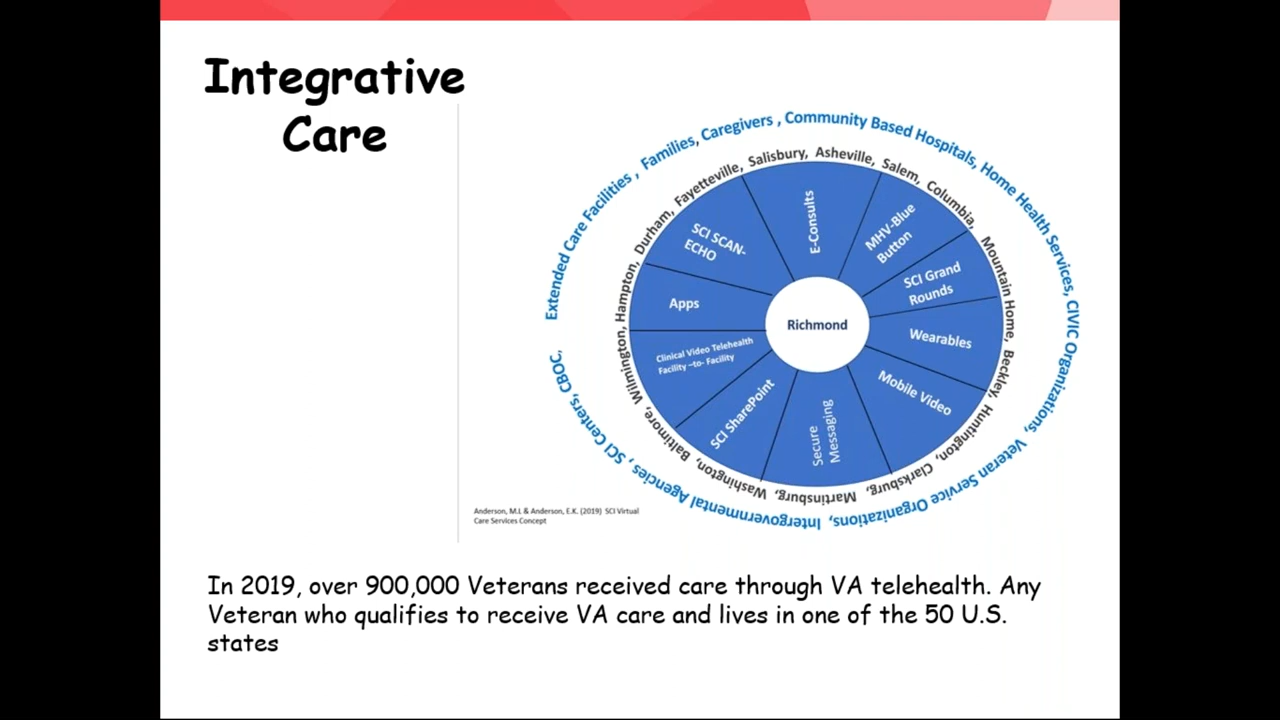 Integrative
Care
Extended Care Facilities , Families, Caregivers , Community Based Hospitals, Home Health Services, CIVIC Organizations, Veteran Service Organizations, Intergovernmental Agencies , SCI Centers, CBOC,
Wilmington, Hampton, Durham, Fayetteville, Salisbury, Asheville, Salem, Columbia, Mountain Home, Beckley, Huntington, Clarksburg, Martinsburg, Washington, Baltimore,
E-Consults
MHV-Blue
Button
SCI Grand
Rounds
Wearables
Mobile Video
Secure
Messaging
SCI SharePoint
Clinical Video Telehealth
Facility –to- Facility
Apps
SCI SCAN-
ECHO
Richmond
Anderson, M.L & Anderson, E.K. (2019) SCI Virtual
Care Services Concept
In 2019, over 900,000 Veterans received care through VA telehealth. Any
Veteran who qualifies to receive VA care and lives in one of the 50 U.S.
states